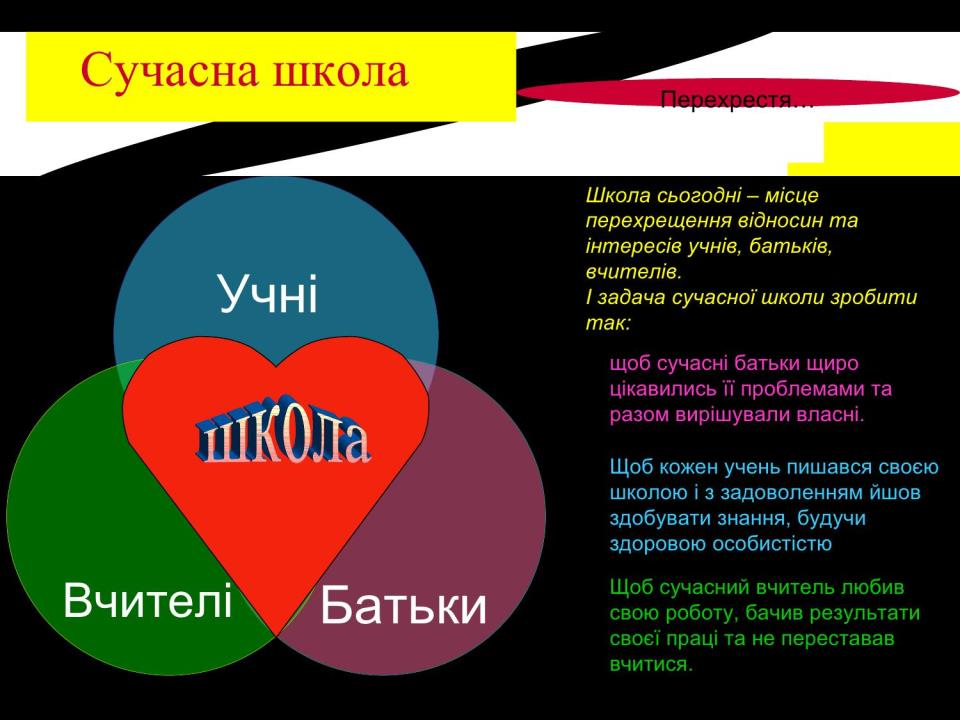 Сучасна школа
Перехрестя...
Учні
школа
Вчителі
Батьки
Школа сьогодні – місце
перехрещення відносин та
інтересів учнів, батьків,
вчителів.
І задача сучасної школи зробити
так:
щоб сучасні батьки щиро
цікавились її проблемами та
разом вирішували власні.
Щоб кожен учень пишався своєю
школою і з задоволенням йшов
здобувати знання, будучи
здоровою особистістю
Щоб сучасний вчитель любив
свою роботу, бачив результати
своєї праці та не переставав
вчитися.